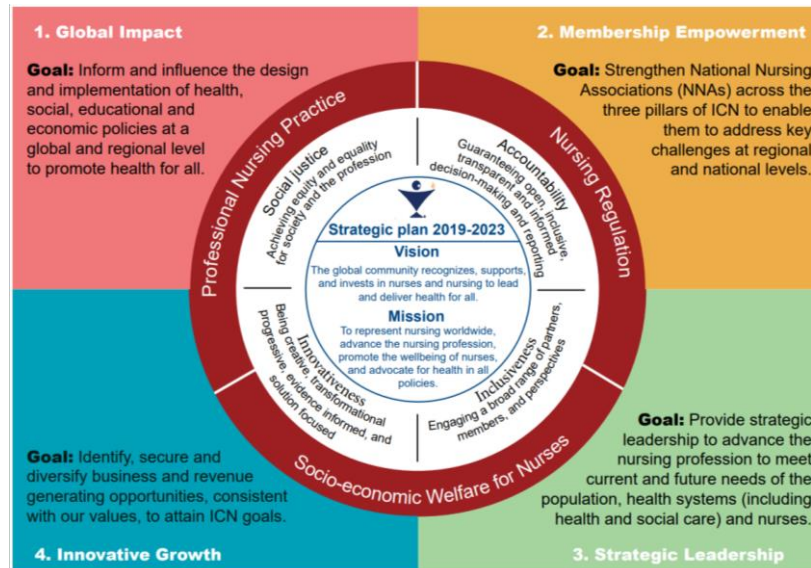 1. Global Impact
Goal: Inform and influence the design
and implementation of health,
social, educational and
economic policies at a
global and regional level
to promote health for all.
2. Membership Empowerment
Goal: Strengthen National Nursing
Associations (NNAs) across the
three pillars of ICN to enable
them to address key
challenges at regional
and national levels.
Professional Nursing Practice
Nursing Regulation
Socio-economic Welfare for Nurses
Social justice
Achieving equity and equality
for society and the profession
Accountability
Guaranteeing open, inclusive,
transparent and informed
decision-making and reporting
Strategic plan 2019-2023
Vision
The global community recognizes, supports,
and invests in nurses and nursing to lead
and deliver health for all.
Mission
To represent nursing worldwide,
advance the nursing profession,
promote the wellbeing of nurses,
and advocate for health in all
policies.
Innovativeness
Being creative, transformational
progressive, evidence informed, and
solution focused
Inclusiveness
Engaging a broad range of partners,
members, and perspectives
Goal: Identify, secure and
diversify business and revenue
generating opportunities, consistent
with our values, to attain ICN goals.
4. Innovative Growth
Goal: Provide strategic
leadership to advance the
nursing profession to meet
current and future needs of the
population, health systems (including
health and social care) and nurses.
3. Strategic Leadership